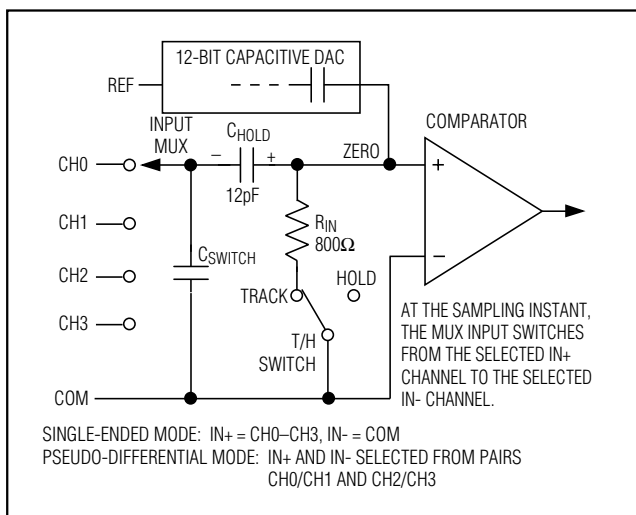 12-BIT CAPACITIVE DAC
REF
INPUT
MUX
C_HOLD
− +
12pF
ZERO
COMPARATOR
+
−
CH0
CH1
CH2
CH3
C_SWITCH
R_IN
800Ω
TRACK
HOLD
T/H
SWITCH
COM
AT THE SAMPLING INSTANT,
THE MUX INPUT SWITCHES
FROM THE SELECTED IN+
CHANNEL TO THE SELECTED
IN- CHANNEL.
SINGLE-ENDED MODE: IN+ = CH0–CH3, IN- = COM
PSEUDO-DIFFERENTIAL MODE: IN+ AND IN- SELECTED FROM PAIRS
CH0/CH1 AND CH2/CH3